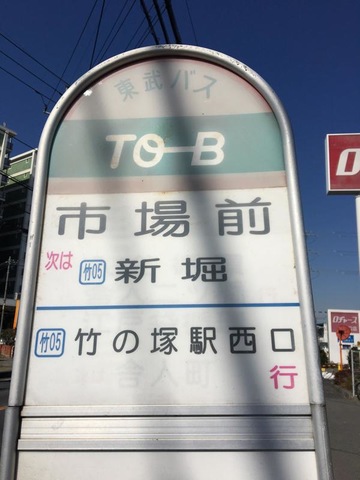 東武バス
TO-B
市場前
次は 竹05 新堀
竹05 竹の塚駅西口
行